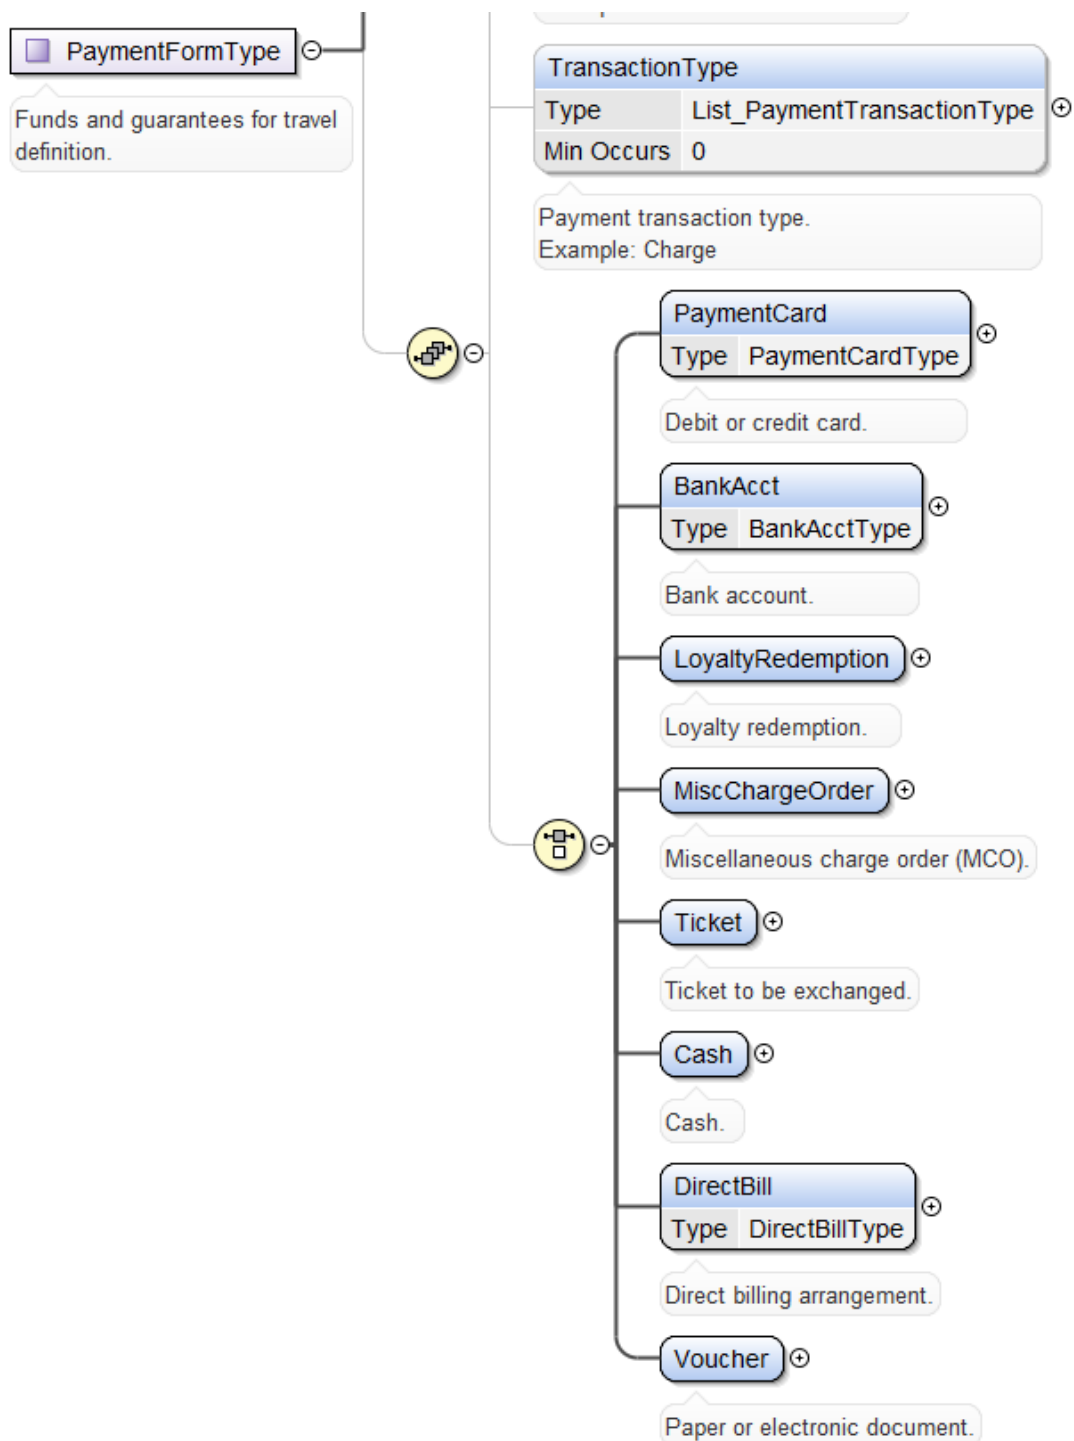 PaymentFormType
Funds and guarantees for travel
definition.
TransactionType
Type List_PaymentTransactionType
Min Occurs 0
Payment transaction type.
Example: Charge
PaymentCard
Type PaymentCardType
Debit or credit card.
BankAcct
Type BankAcctType
Bank account.
LoyaltyRedemption
Loyalty redemption.
MiscChargeOrder
Miscellaneous charge order (MCO).
Ticket
Ticket to be exchanged.
Cash
Cash.
DirectBill
Type DirectBillType
Direct billing arrangement.
Voucher
Paper or electronic document.